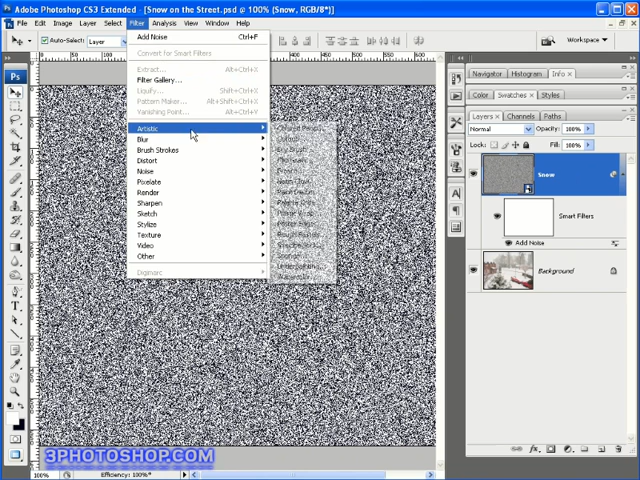 Adobe Photoshop CS3 Extended - [Snow on the Street.psd @ 100% (Snow, RGB/8*)]
File Edit Image Layer Select Filter Analysis View Window Help
Auto-Select: Layer
Workspace
Add Noise Ctrl+F
Convert for Smart Filters
Extract... Alt+Ctrl+X
Filter Gallery...
Liquify... Shift+Ctrl+X
Pattern Maker... Alt+Shift+Ctrl+X
Vanishing Point... Alt+Ctrl+V
Artistic
Blur
Brush Strokes
Distort
Noise
Pixelate
Render
Sharpen
Sketch
Stylize
Texture
Video
Other
Digimarc
Navigator Histogram Info
Color Swatches Styles
Layers Channels Paths
Normal Opacity: 100%
Lock: Fill: 100%
Snow
Smart Filters
Add Noise
Background
3PHOTOSHOP.COM
100% Efficiency: 100%*